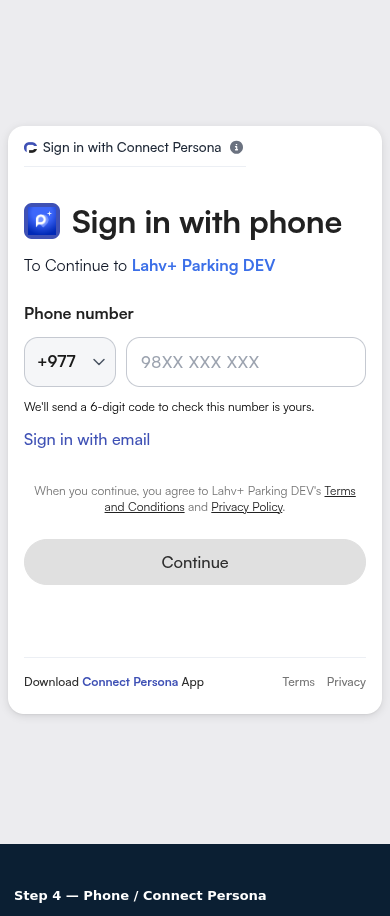 Sign in with Connect Persona
Sign in with phone
To Continue to Lahv+ Parking DEV
Phone number
+977
98XX XXX XXX
We'll send a 6-digit code to check this number is yours.
Sign in with email
When you continue, you agree to Lahv+ Parking DEV's Terms
and Conditions and Privacy Policy.
Continue
Download Connect Persona App Terms Privacy
Step 4 — Phone / Connect Persona